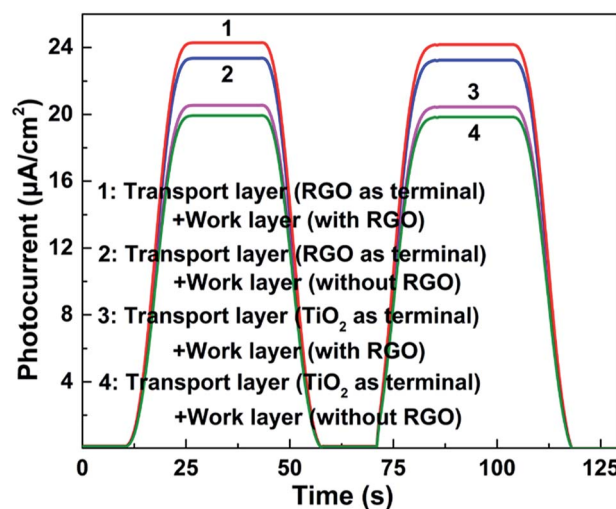 24
20
16
12
8
4
Photocurrent (μA/cm²)
1
2
3
4
1: Transport layer (RGO as terminal)
+Work layer (with RGO)
2: Transport layer (RGO as terminal)
+Work layer (without RGO)
3: Transport layer (TiO₂ as terminal)
+Work layer (with RGO)
4: Transport layer (TiO₂ as terminal)
+Work layer (without RGO)
0 25 50 75 100 125
Time (s)